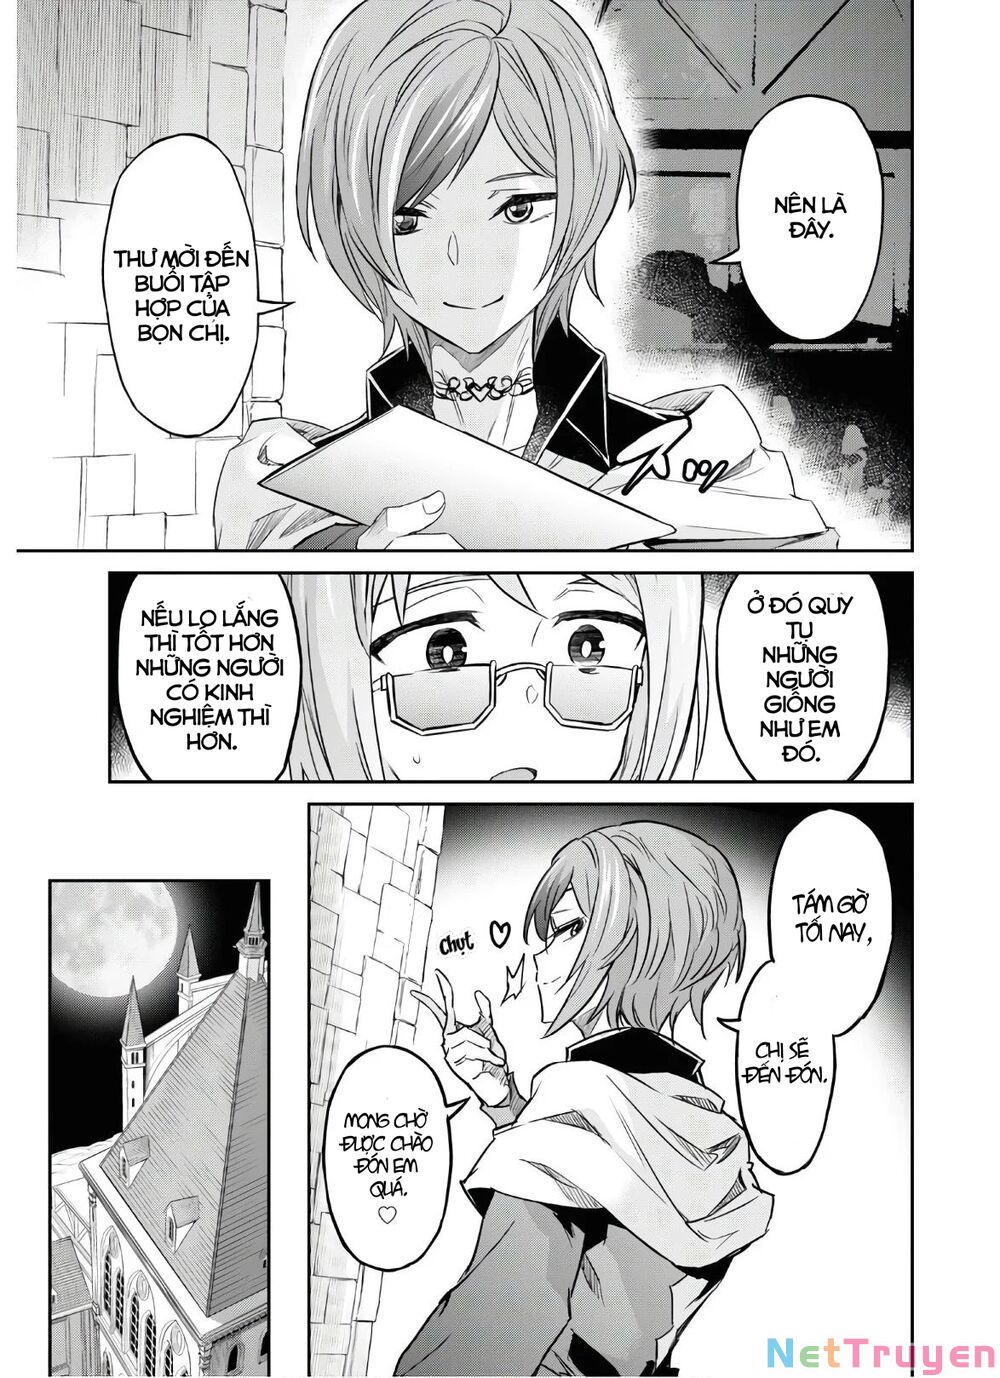 NÊN LÀ
ĐÂY.
THƯ MỜI ĐẾN
BUỔI TẬP
HỢP CỦA
BỌN CHỊ.
Ở ĐÓ QUY
TỤ
NHỮNG
NGƯỜI
GIỐNG
NHƯ EM
ĐÓ.
NẾU LO LẮNG
THÌ TỐT HƠN
NHỮNG NGƯỜI
CÓ KINH
NGHIỆM THÌ
HƠN.
TÁM GIỜ
TỐI NAY,
CHỊ SẼ
ĐẾN ĐÓN.
CHỤT
♡
MONG CHỜ
ĐƯỢC CHÀO
ĐÓN EM
QUÁ.
♡
NetTruyen